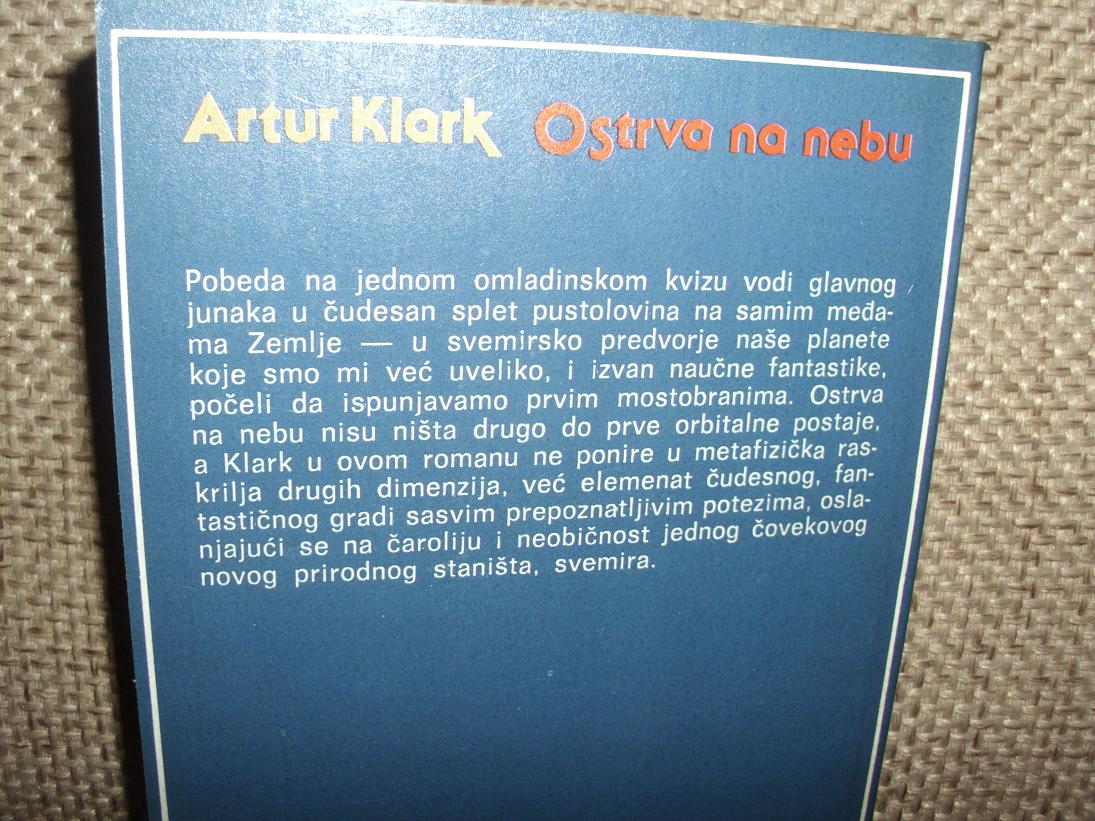 Artur Klark Ostrva na nebu
Pobeda na jednom omladinskom kvizu vodi glavnog
junaka u čudesan splet pustolovina na samim međa-
ma Zemlje — u svemirsko predvorje naše planete
koje smo mi već uveliko, i izvan naučne fantastike,
počeli da ispunjavamo prvim mostobranima. Ostrva
na nebu nisu ništa drugo do prve orbitalne postaje,
a Klark u ovom romanu ne ponire u metafizička ras-
krilja drugih dimenzija, već elemenat čudesnog, fan-
tastičnog gradi sasvim prepoznatljivim potezima, osla-
njajući se na čaroliju i neobičnost jednog čovekovog
novog prirodnog staništa, svemira.